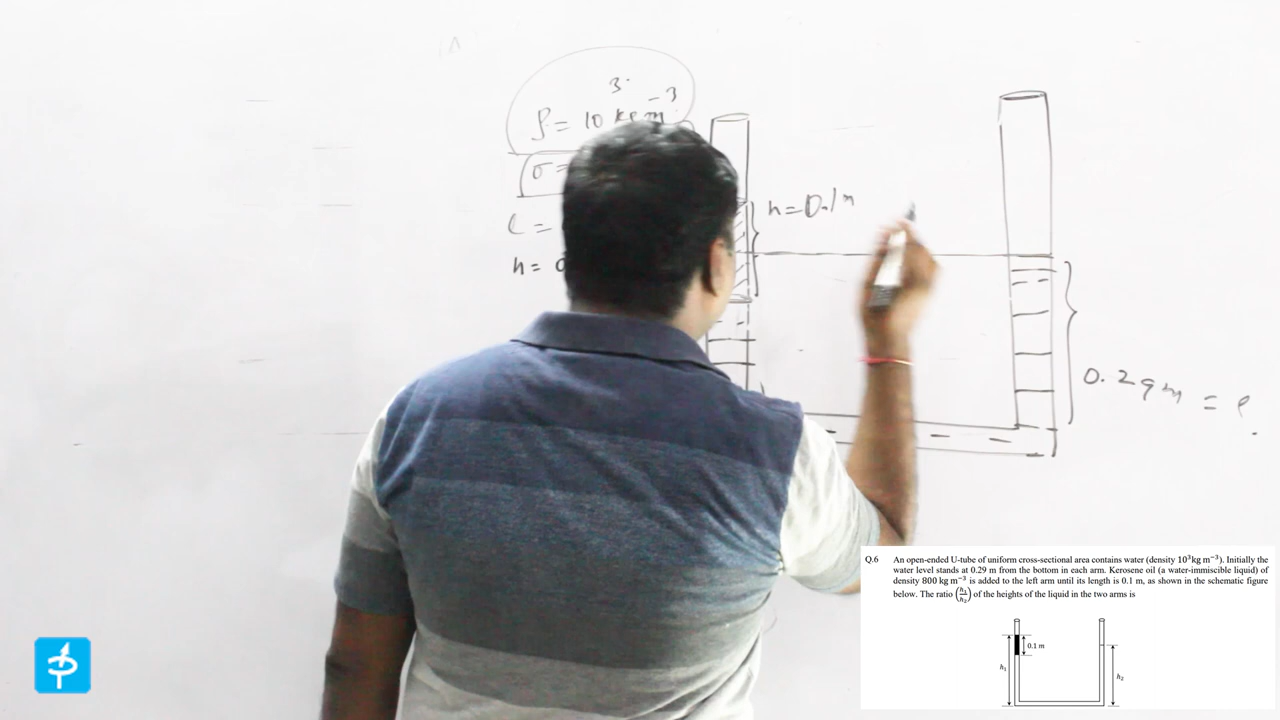 ρ = 10³ kg m⁻³
σ =
l =
h = 0
h = 0.1 m
0.29 m = ρ
Q.6 An open-ended U-tube of uniform cross-sectional area contains water (density 10³kg m⁻³). Initially the
water level stands at 0.29 m from the bottom in each arm. Kerosene oil (a water-immiscible liquid) of
density 800 kg m⁻³ is added to the left arm until its length is 0.1 m, as shown in the schematic figure
below. The ratio (h₁/h₂) of the heights of the liquid in the two arms is
0.1 m
h₁
h₂